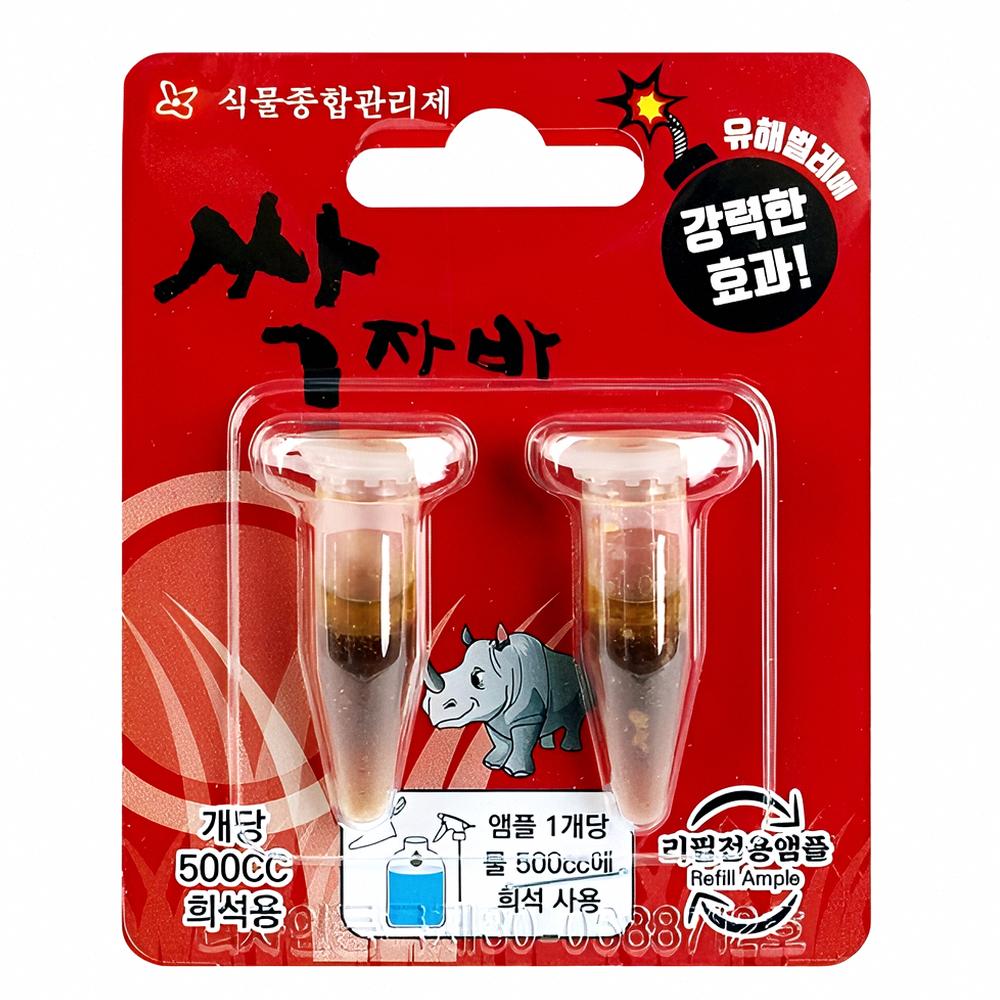 식물종합관리제
유해벌레에
강력한
효과!
싹
자바
개당
500CC
희석용
앰플 1개당
물 500cc에
희석 사용
리필전용앰플
Refill Ample